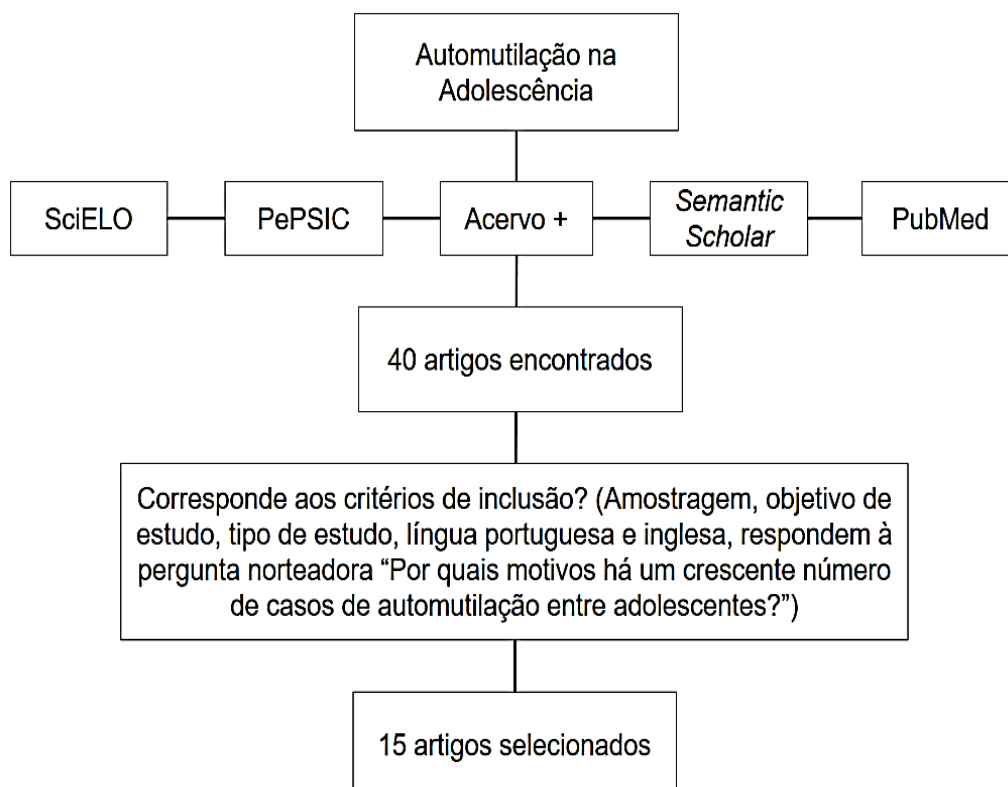 Automutilação na
Adolescência
SciELO
PePSIC
Acervo +
Semantic
Scholar
PubMed
40 artigos encontrados
Corresponde aos critérios de inclusão? (Amostragem, objetivo de
estudo, tipo de estudo, língua portuguesa e inglesa, respondem à
pergunta norteadora “Por quais motivos há um crescente número
de casos de automutilação entre adolescentes?”)
15 artigos selecionados